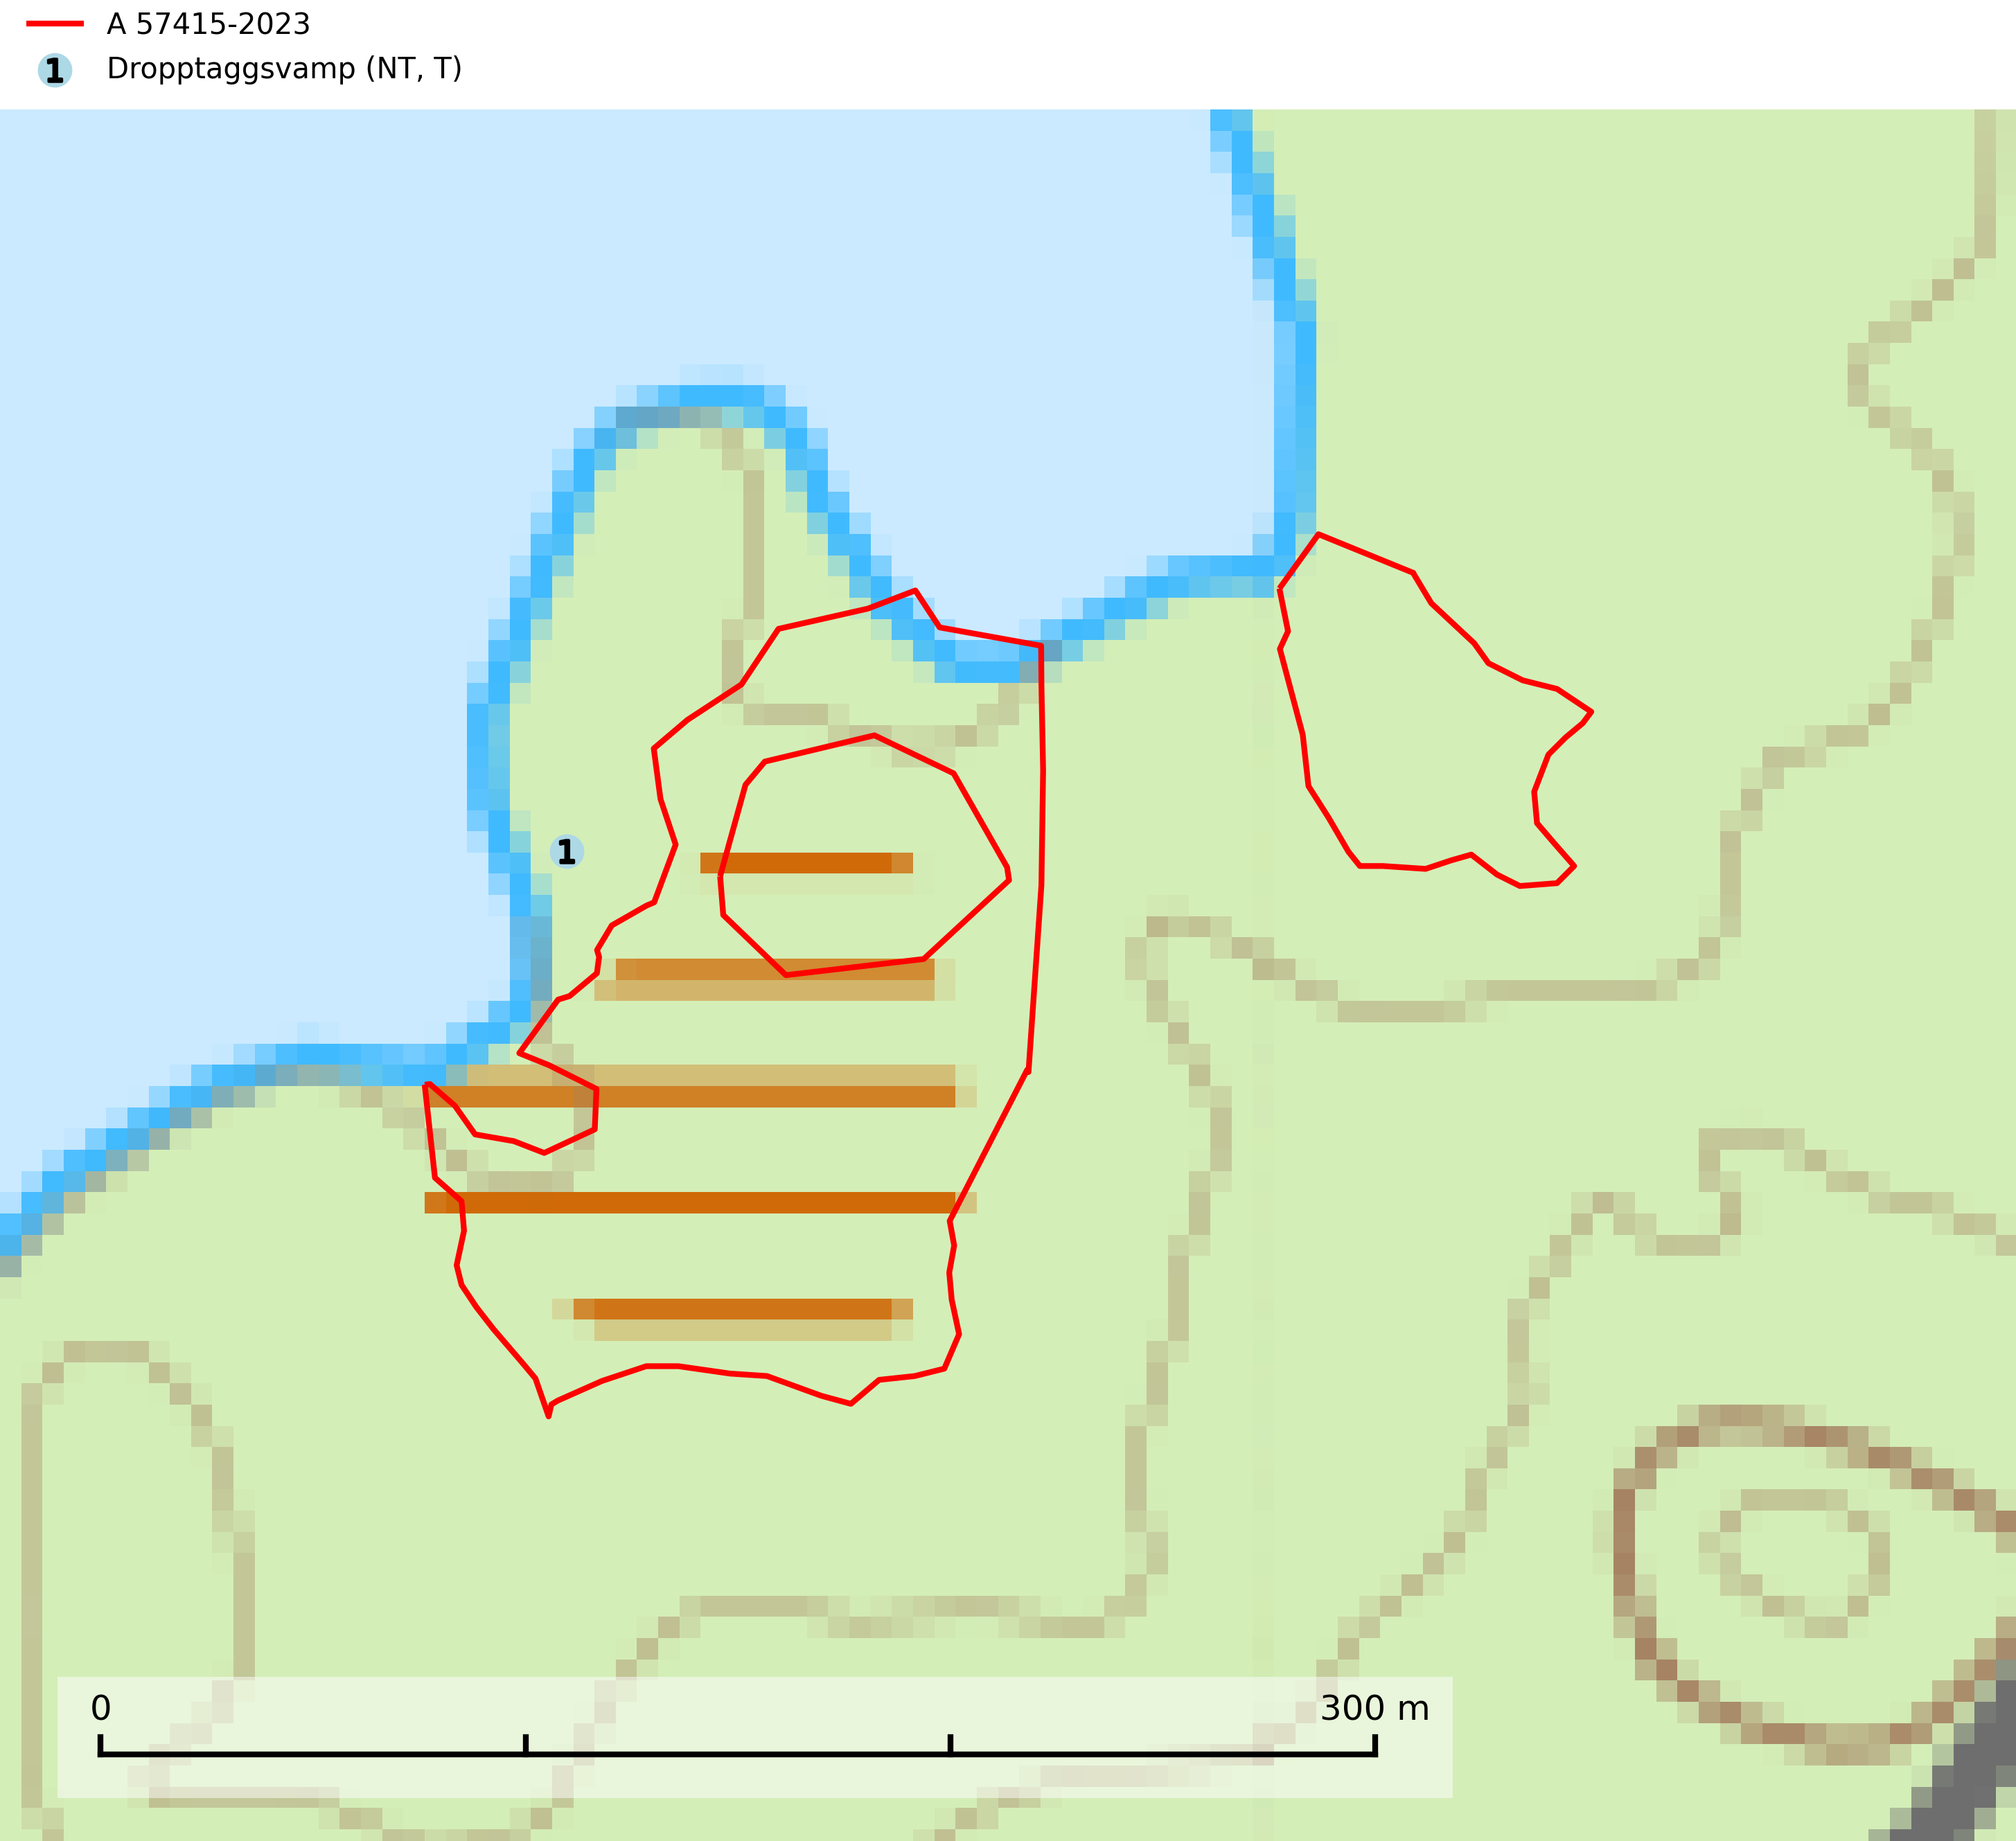 A 57415-2023
1 Dropptaggsvamp (NT, T)
1
0 300 m